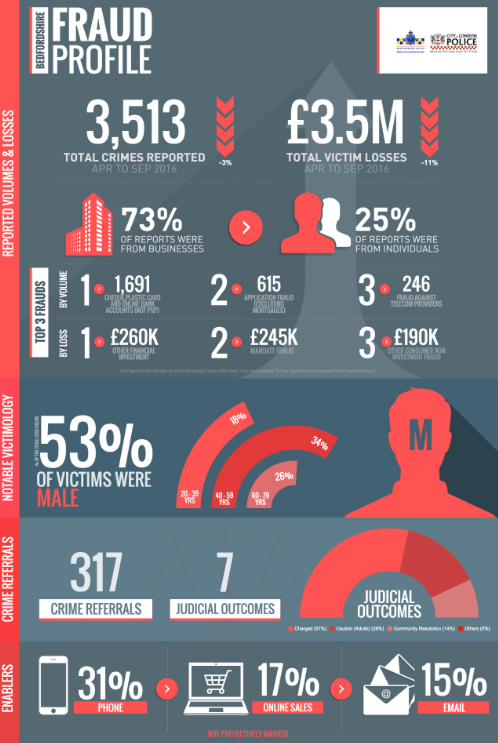 BEDFORDSHIRE
FRAUD
PROFILE
CITY OF LONDON
POLICE
REPORTED VOLUMES & LOSSES
3,513
TOTAL CRIMES REPORTED
APR TO SEP 2016
-3%
£3.5M
TOTAL VICTIM LOSSES
APR TO SEP 2016
-11%
73%
OF REPORTS WERE
FROM BUSINESSES
25%
OF REPORTS WERE
FROM INDIVIDUALS
TOP 3 FRAUDS
BY VOLUME
1 1,691
CHEQUE, PLASTIC CARD
AND ONLINE BANK
ACCOUNTS (NOT PSP)
2 615
APPLICATION FRAUD
(EXCLUDING
MORTGAGES)
3 246
FRAUD AGAINST
TELECOM PROVIDERS
BY LOSS
1 £260K
OTHER FINANCIAL
INVESTMENT
2 £245K
MANDATE FRAUD
3 £190K
OTHER CONSUMER NON
INVESTMENT FRAUD
NOTABLE VICTIMOLOGY
53%
OF VICTIMS WERE
MALE
18%
34%
26%
20 - 39
YRS
40 - 59
YRS
60 - 79
YRS
M
CRIME REFERRALS
317
CRIME REFERRALS
7
JUDICIAL OUTCOMES
JUDICIAL
OUTCOMES
Charged (57%) Caution (Adults) (29%) Community Resolution (14%) Others (0%)
ENABLERS
31%
PHONE
17%
ONLINE SALES
@
15%
EMAIL
NOT PROTECTIVELY MARKED